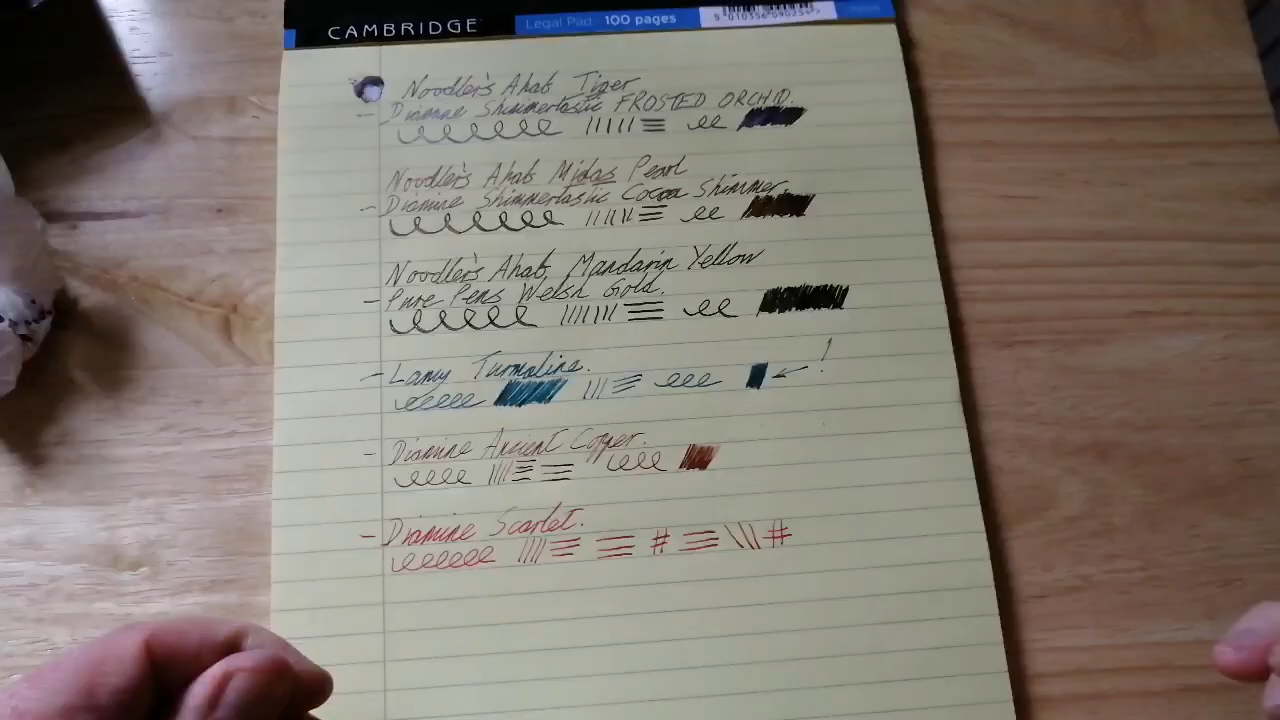 CAMBRIDGE
Legal Pad 100 pages
Noodler's Ahab Tiger
- Diamine Shimmertastic FROSTED ORCHID.
Noodler's Ahab Midas Pearl
- Diamine Shimmertastic Cocoa Shimmer.
Noodler's Ahab Mandarin Yellow
- Pure Pens Welsh Gold.
- Lamy Turmaline.
!
- Diamine Ancient Copper.
- Diamine Scarlet.
# #